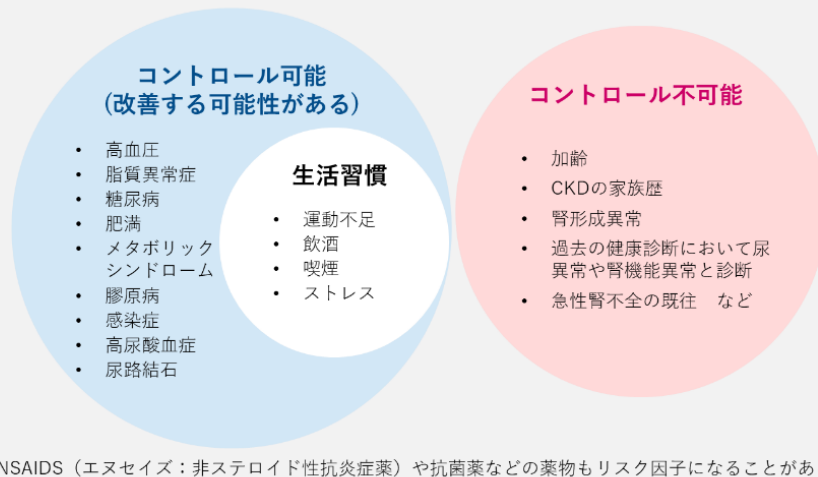 コントロール可能
(改善する可能性がある)
• 高血圧
• 脂質異常症
• 糖尿病
• 肥満
• メタボリック
シンドローム
• 膠原病
• 感染症
• 高尿酸血症
• 尿路結石
生活習慣
• 運動不足
• 飲酒
• 喫煙
• ストレス
コントロール不可能
• 加齢
• CKDの家族歴
• 腎形成異常
• 過去の健康診断において尿
異常や腎機能異常と診断
• 急性腎不全の既往　など
NSAIDS（エヌセイズ：非ステロイド性抗炎症薬）や抗菌薬などの薬物もリスク因子になることがあ